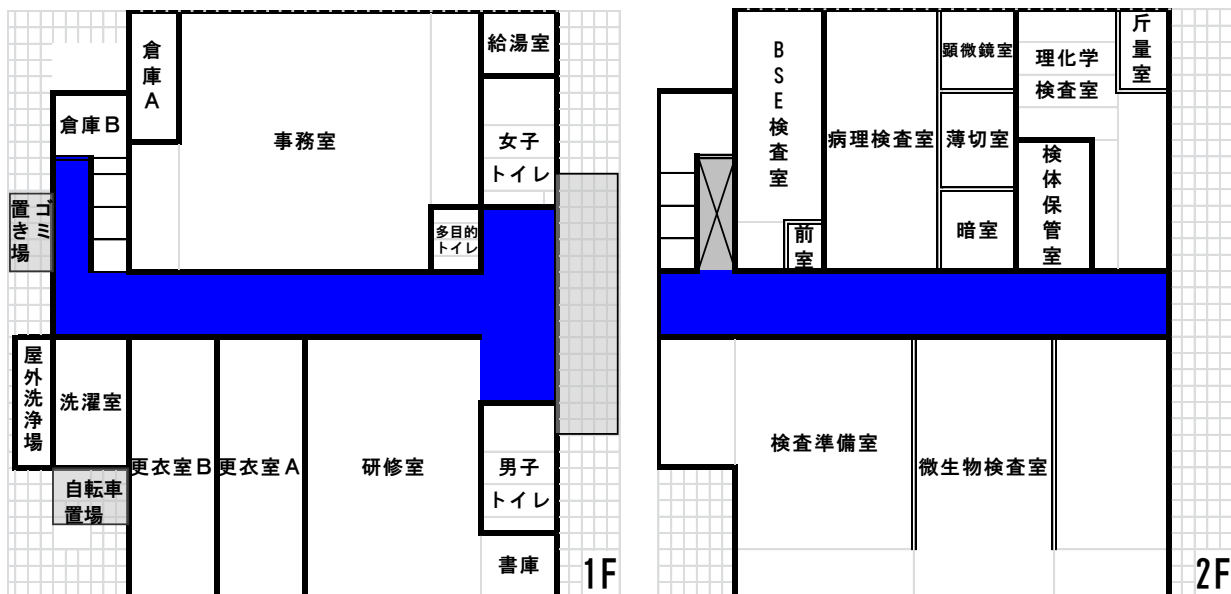 倉庫A
給湯室
倉庫B
事務室
女子
トイレ
多目的
トイレ
ゴミ
置き場
屋外洗浄場
洗濯室
更衣室B
更衣室A
研修室
男子
トイレ
自転車
置場
書庫
1F
BSE検査室
病理検査室
顕微鏡室
理化学
検査室
斤量室
薄切室
検体保管室
暗室
前室
検査準備室
微生物検査室
2F